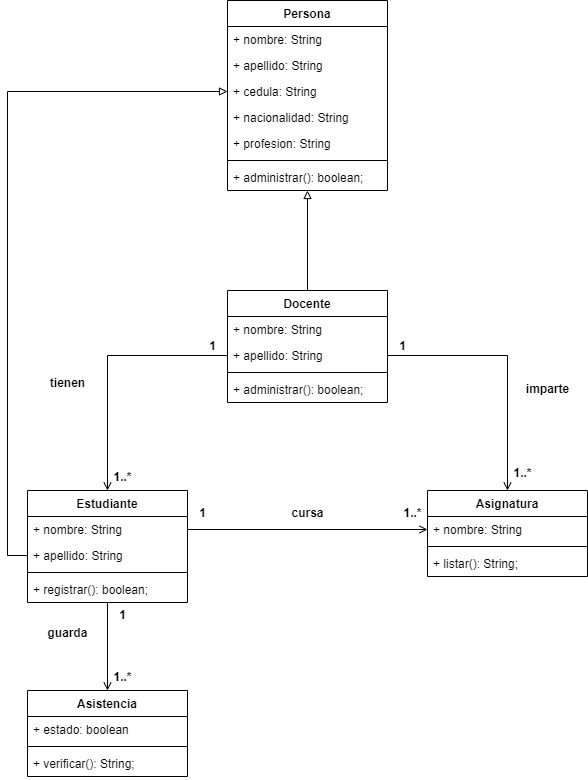 Persona
+ nombre: String
+ apellido: String
+ cedula: String
+ nacionalidad: String
+ profesion: String
+ administrar(): boolean;
Docente
+ nombre: String
+ apellido: String
+ administrar(): boolean;
1
1
tienen
imparte
1..*
1..*
Estudiante
+ nombre: String
+ apellido: String
+ registrar(): boolean;
1
cursa
1..*
Asignatura
+ nombre: String
+ listar(): String;
1
guarda
1..*
Asistencia
+ estado: boolean
+ verificar(): String;